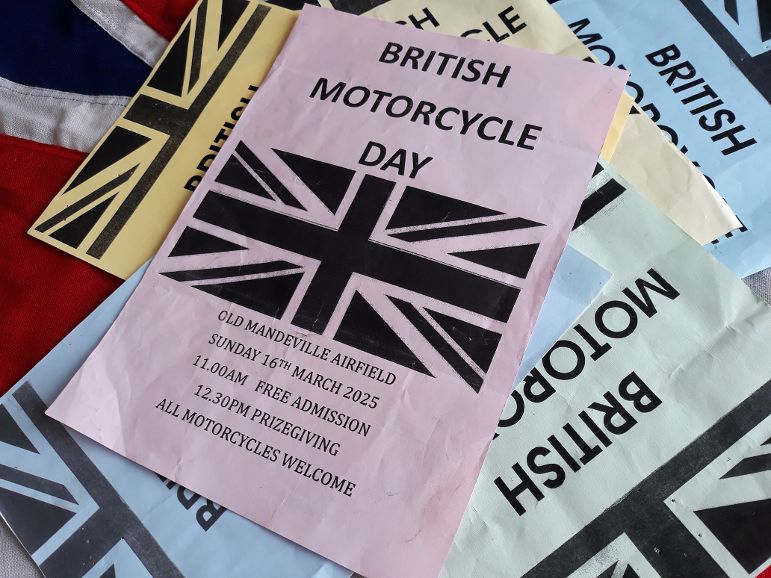 BRITISH
MOTORCYCLE
DAY
OLD MANDEVILLE AIRFIELD
SUNDAY 16TH MARCH 2025
11.00AM FREE ADMISSION
12.30PM PRIZEGIVING
ALL MOTORCYCLES WELCOME
BRITISH
BRITISH
BRITISH